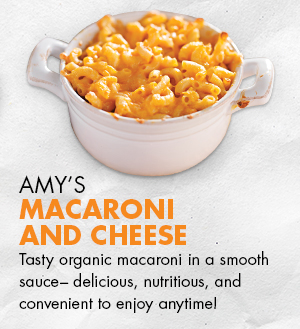 AMY'S
MACARONI
AND CHEESE
Tasty organic macaroni in a smooth
sauce– delicious, nutritious, and
convenient to enjoy anytime!